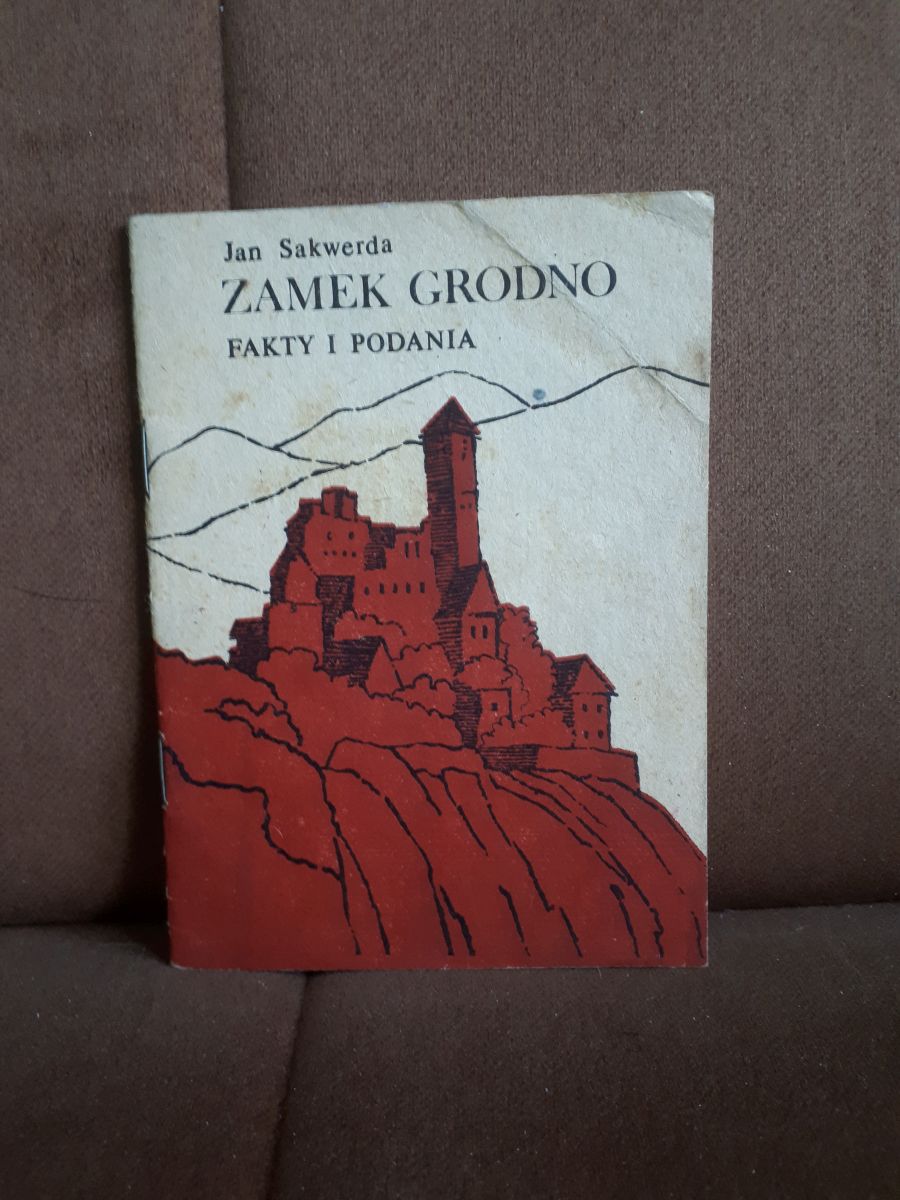 Jan Sakwerda
ZAMEK GRODNO
FAKTY I PODANIA